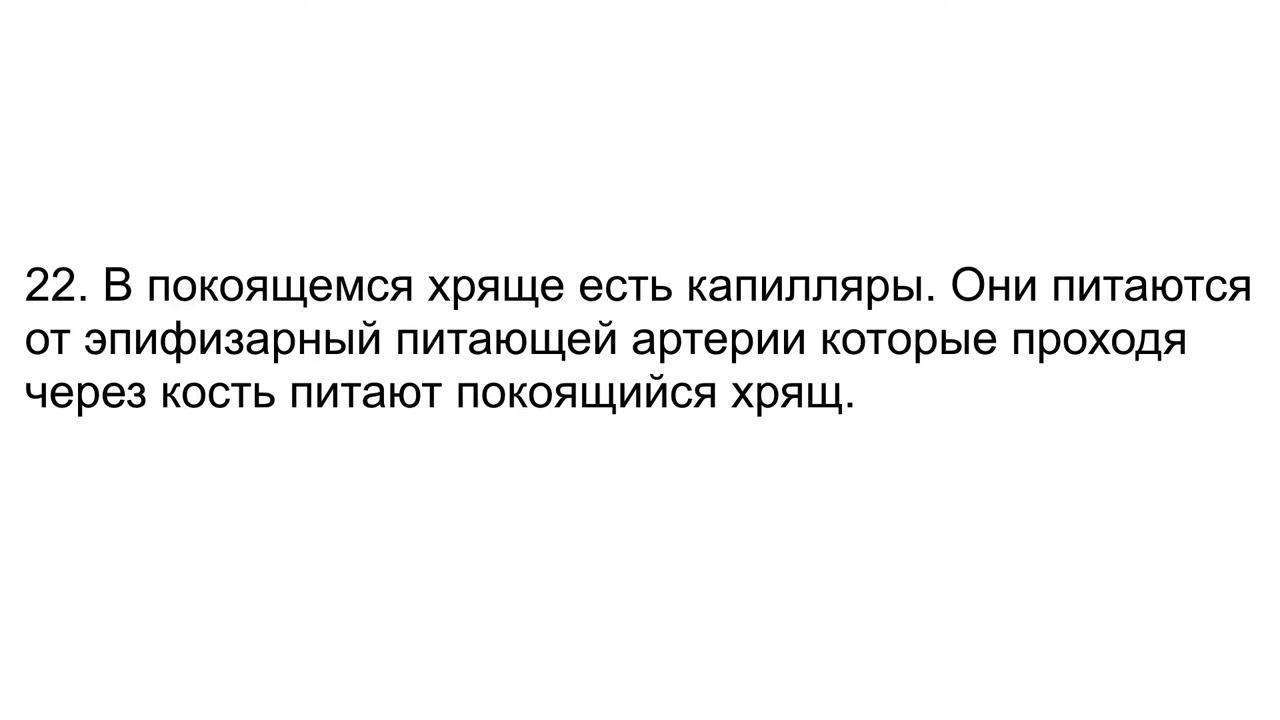 22. В покоящемся хряще есть капилляры. Они питаются
от эпифизарный питающей артерии которые проходя
через кость питают покоящийся хрящ.